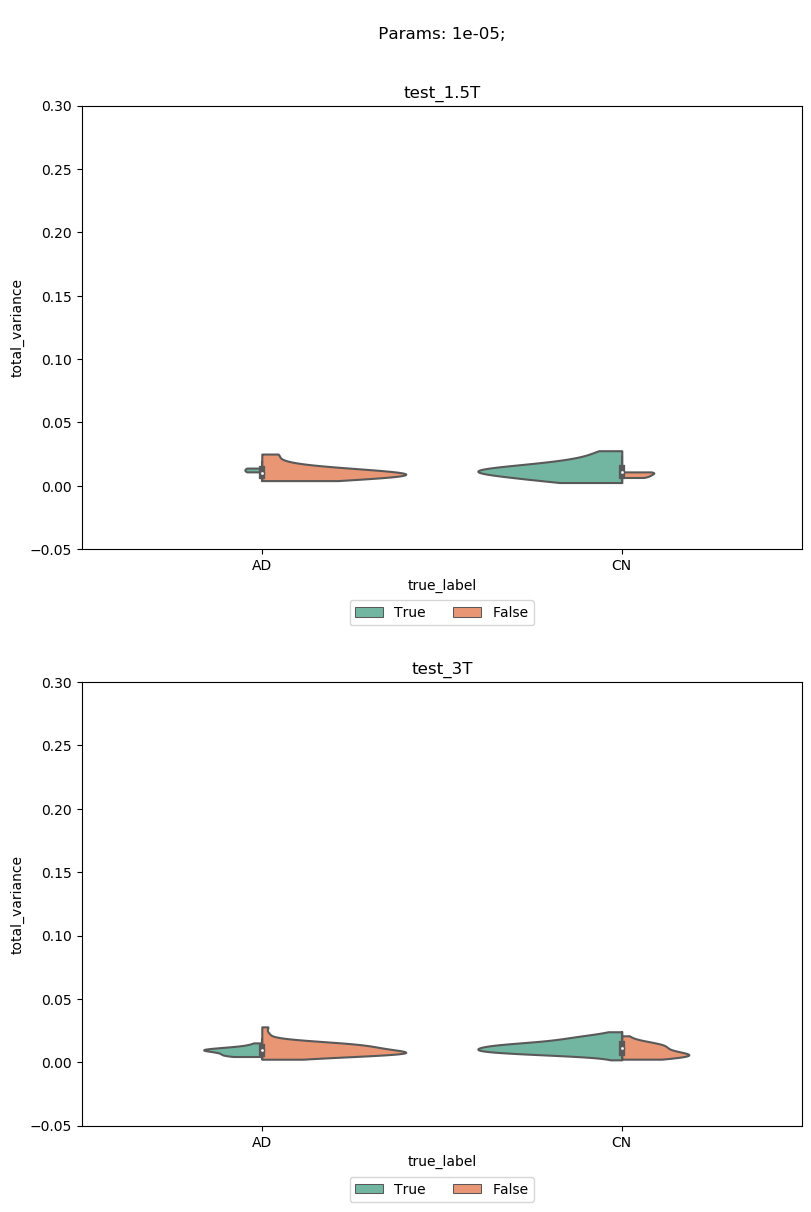 Params: 1e-05;
test_1.5T
0.30
0.25
0.20
0.15
0.10
0.05
0.00
−0.05
total_variance
AD CN
true_label
True False
test_3T
0.30
0.25
0.20
0.15
0.10
0.05
0.00
−0.05
total_variance
AD CN
true_label
True False